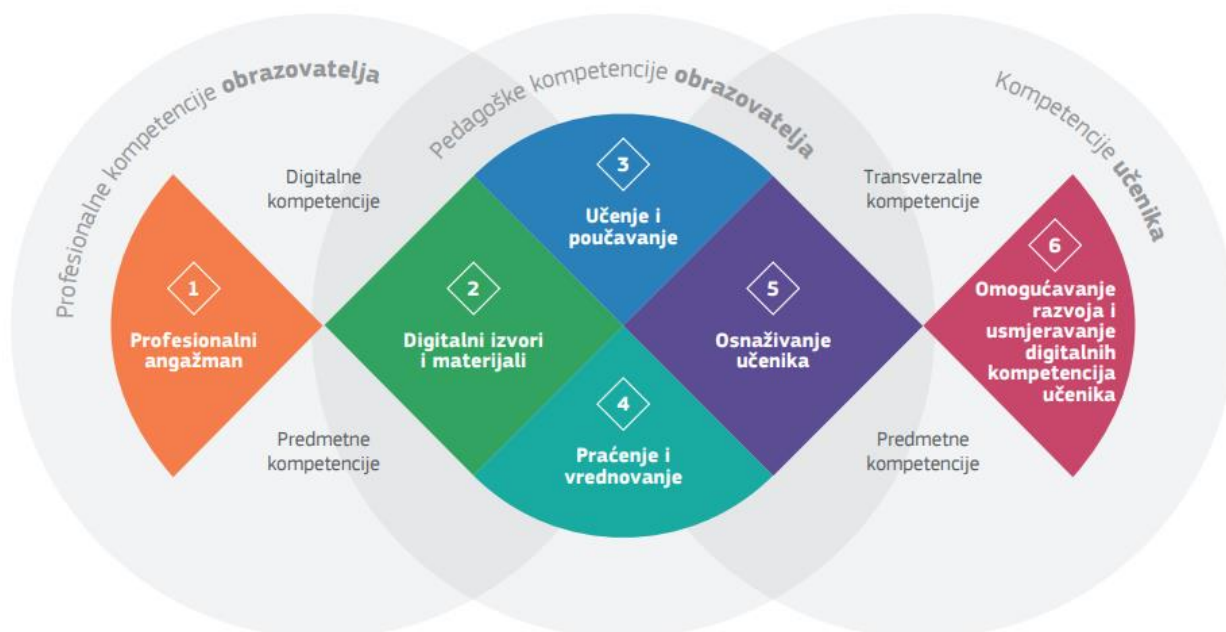 Profesionalne kompetencije obrazovatelja
Pedagoške kompetencije obrazovatelja
Kompetencije učenika
Digitalne
kompetencije
Transverzalne
kompetencije
1
Profesionalni
angažman
2
Digitalni izvori
i materijali
3
Učenje i
poučavanje
4
Praćenje i
vrednovanje
5
Osnaživanje
učenika
6
Omogućavanje
razvoja i
usmjeravanje
digitalnih
kompetencija
učenika
Predmetne
kompetencije
Predmetne
kompetencije